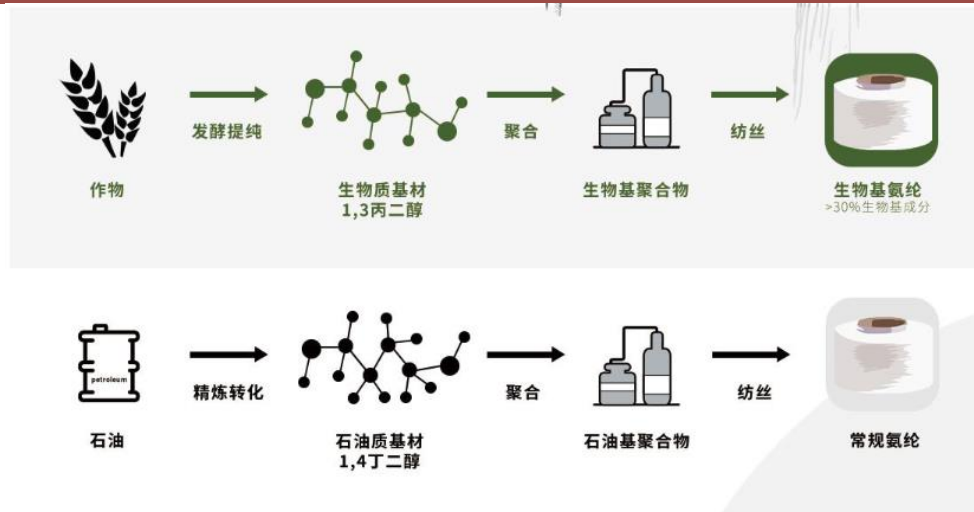 发酵提纯
聚合
纺丝
作物
生物质基材
1,3丙二醇
生物基聚合物
生物基氨纶
>30%生物基成分
petroleum
精炼转化
聚合
纺丝
石油
石油质基材
1,4丁二醇
石油基聚合物
常规氨纶